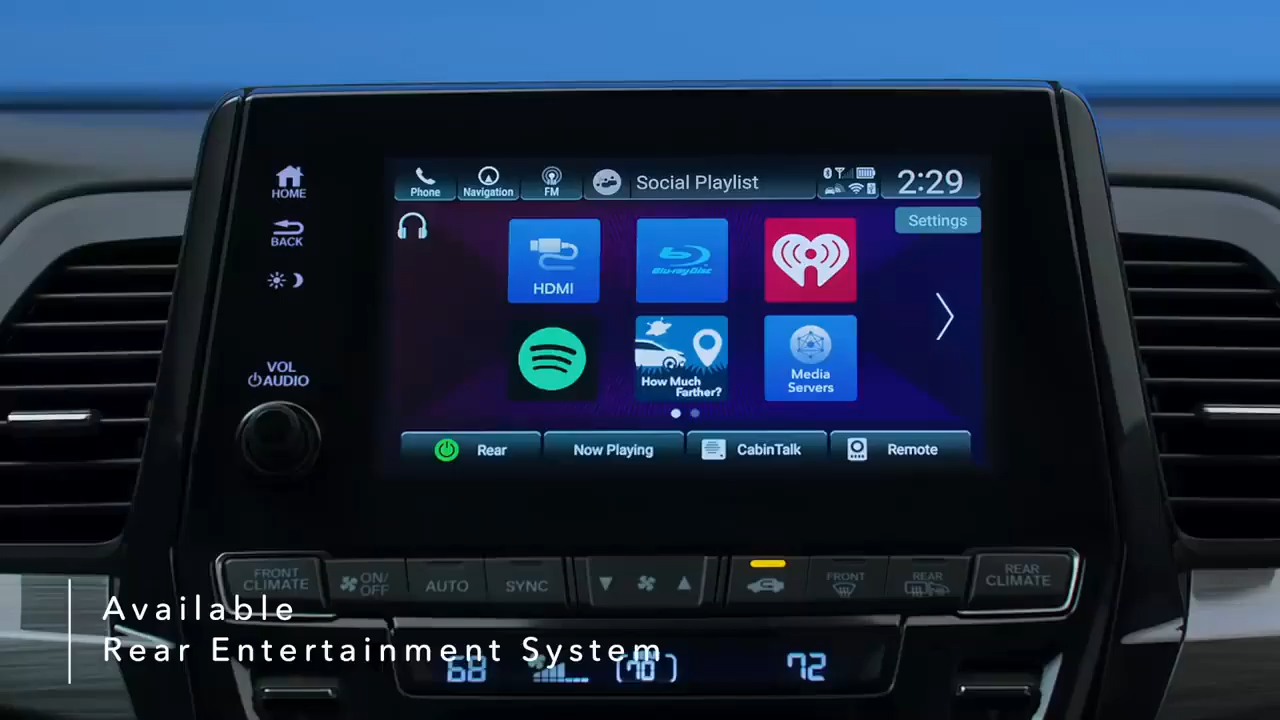 Phone
Navigation
FM
Social Playlist
2:29
HOME
Settings
BACK
HDMI
Blu-ray Disc
VOL
AUDIO
How Much
Farther?
Media
Servers
Rear
Now Playing
CabinTalk
Remote
FRONT
CLIMATE
ON/
OFF
AUTO
SYNC
FRONT
REAR
REAR
CLIMATE
Available
Rear Entertainment System
68
70
72